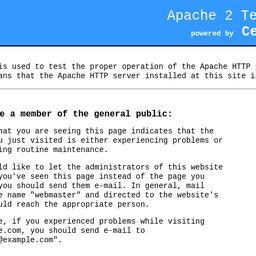 Apache 2 Te
powered by Ce
is used to test the proper operation of the Apache HTTP
ans that the Apache HTTP server installed at this site i
e a member of the general public:
hat you are seeing this page indicates that the
u just visited is either experiencing problems or
ing routine maintenance.
ld like to let the administrators of this website
you've seen this page instead of the page you
you should send them e-mail. In general, mail
e name "webmaster" and directed to the website's
uld reach the appropriate person.
e, if you experienced problems while visiting
e.com, you should send e-mail to
@example.com".